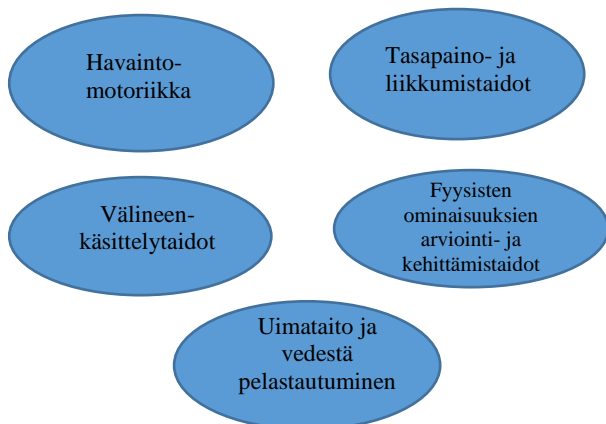 Havainto-
motoriikka
Tasapaino- ja
liikkumistaidot
Välineen-
käsittelytaidot
Fyysisten
ominaisuuksien
arviointi- ja
kehittämistaidot
Uimataito ja
vedestä
pelastautuminen